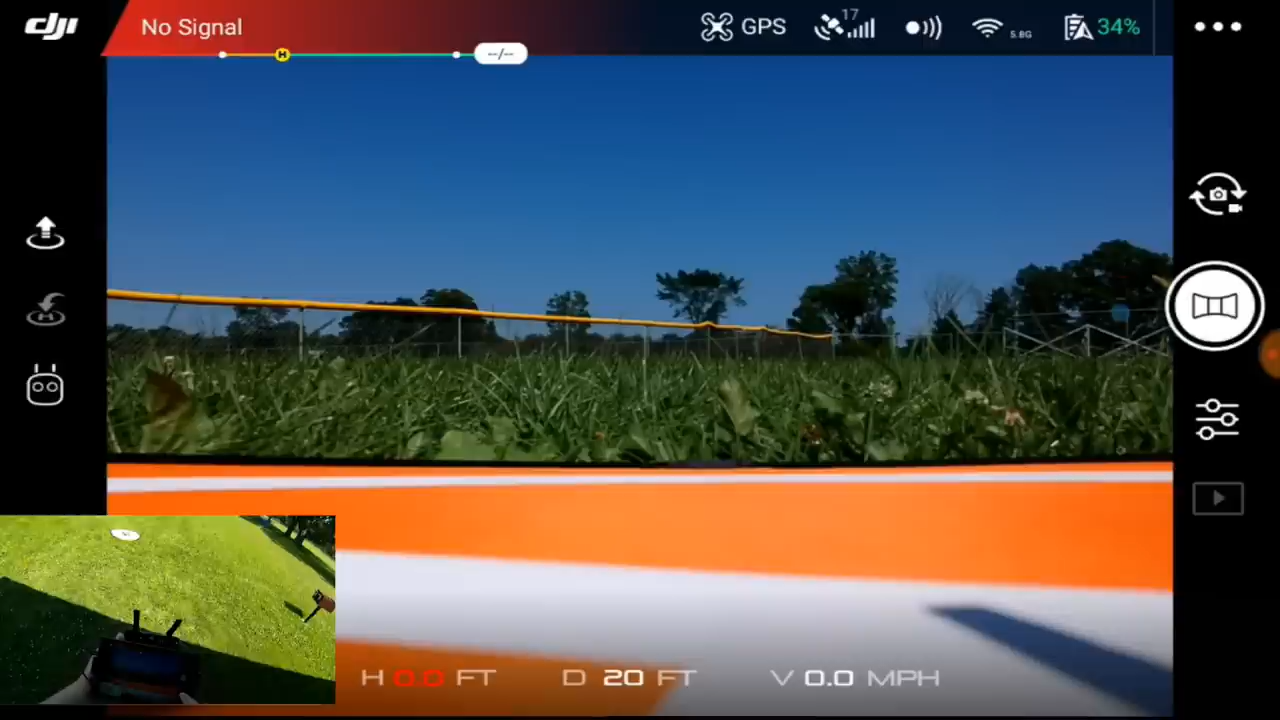 dji No Signal GPS 17 5.8G 34%
H --/--
H
H 0.0 FT D 20 FT V 0.0 MPH